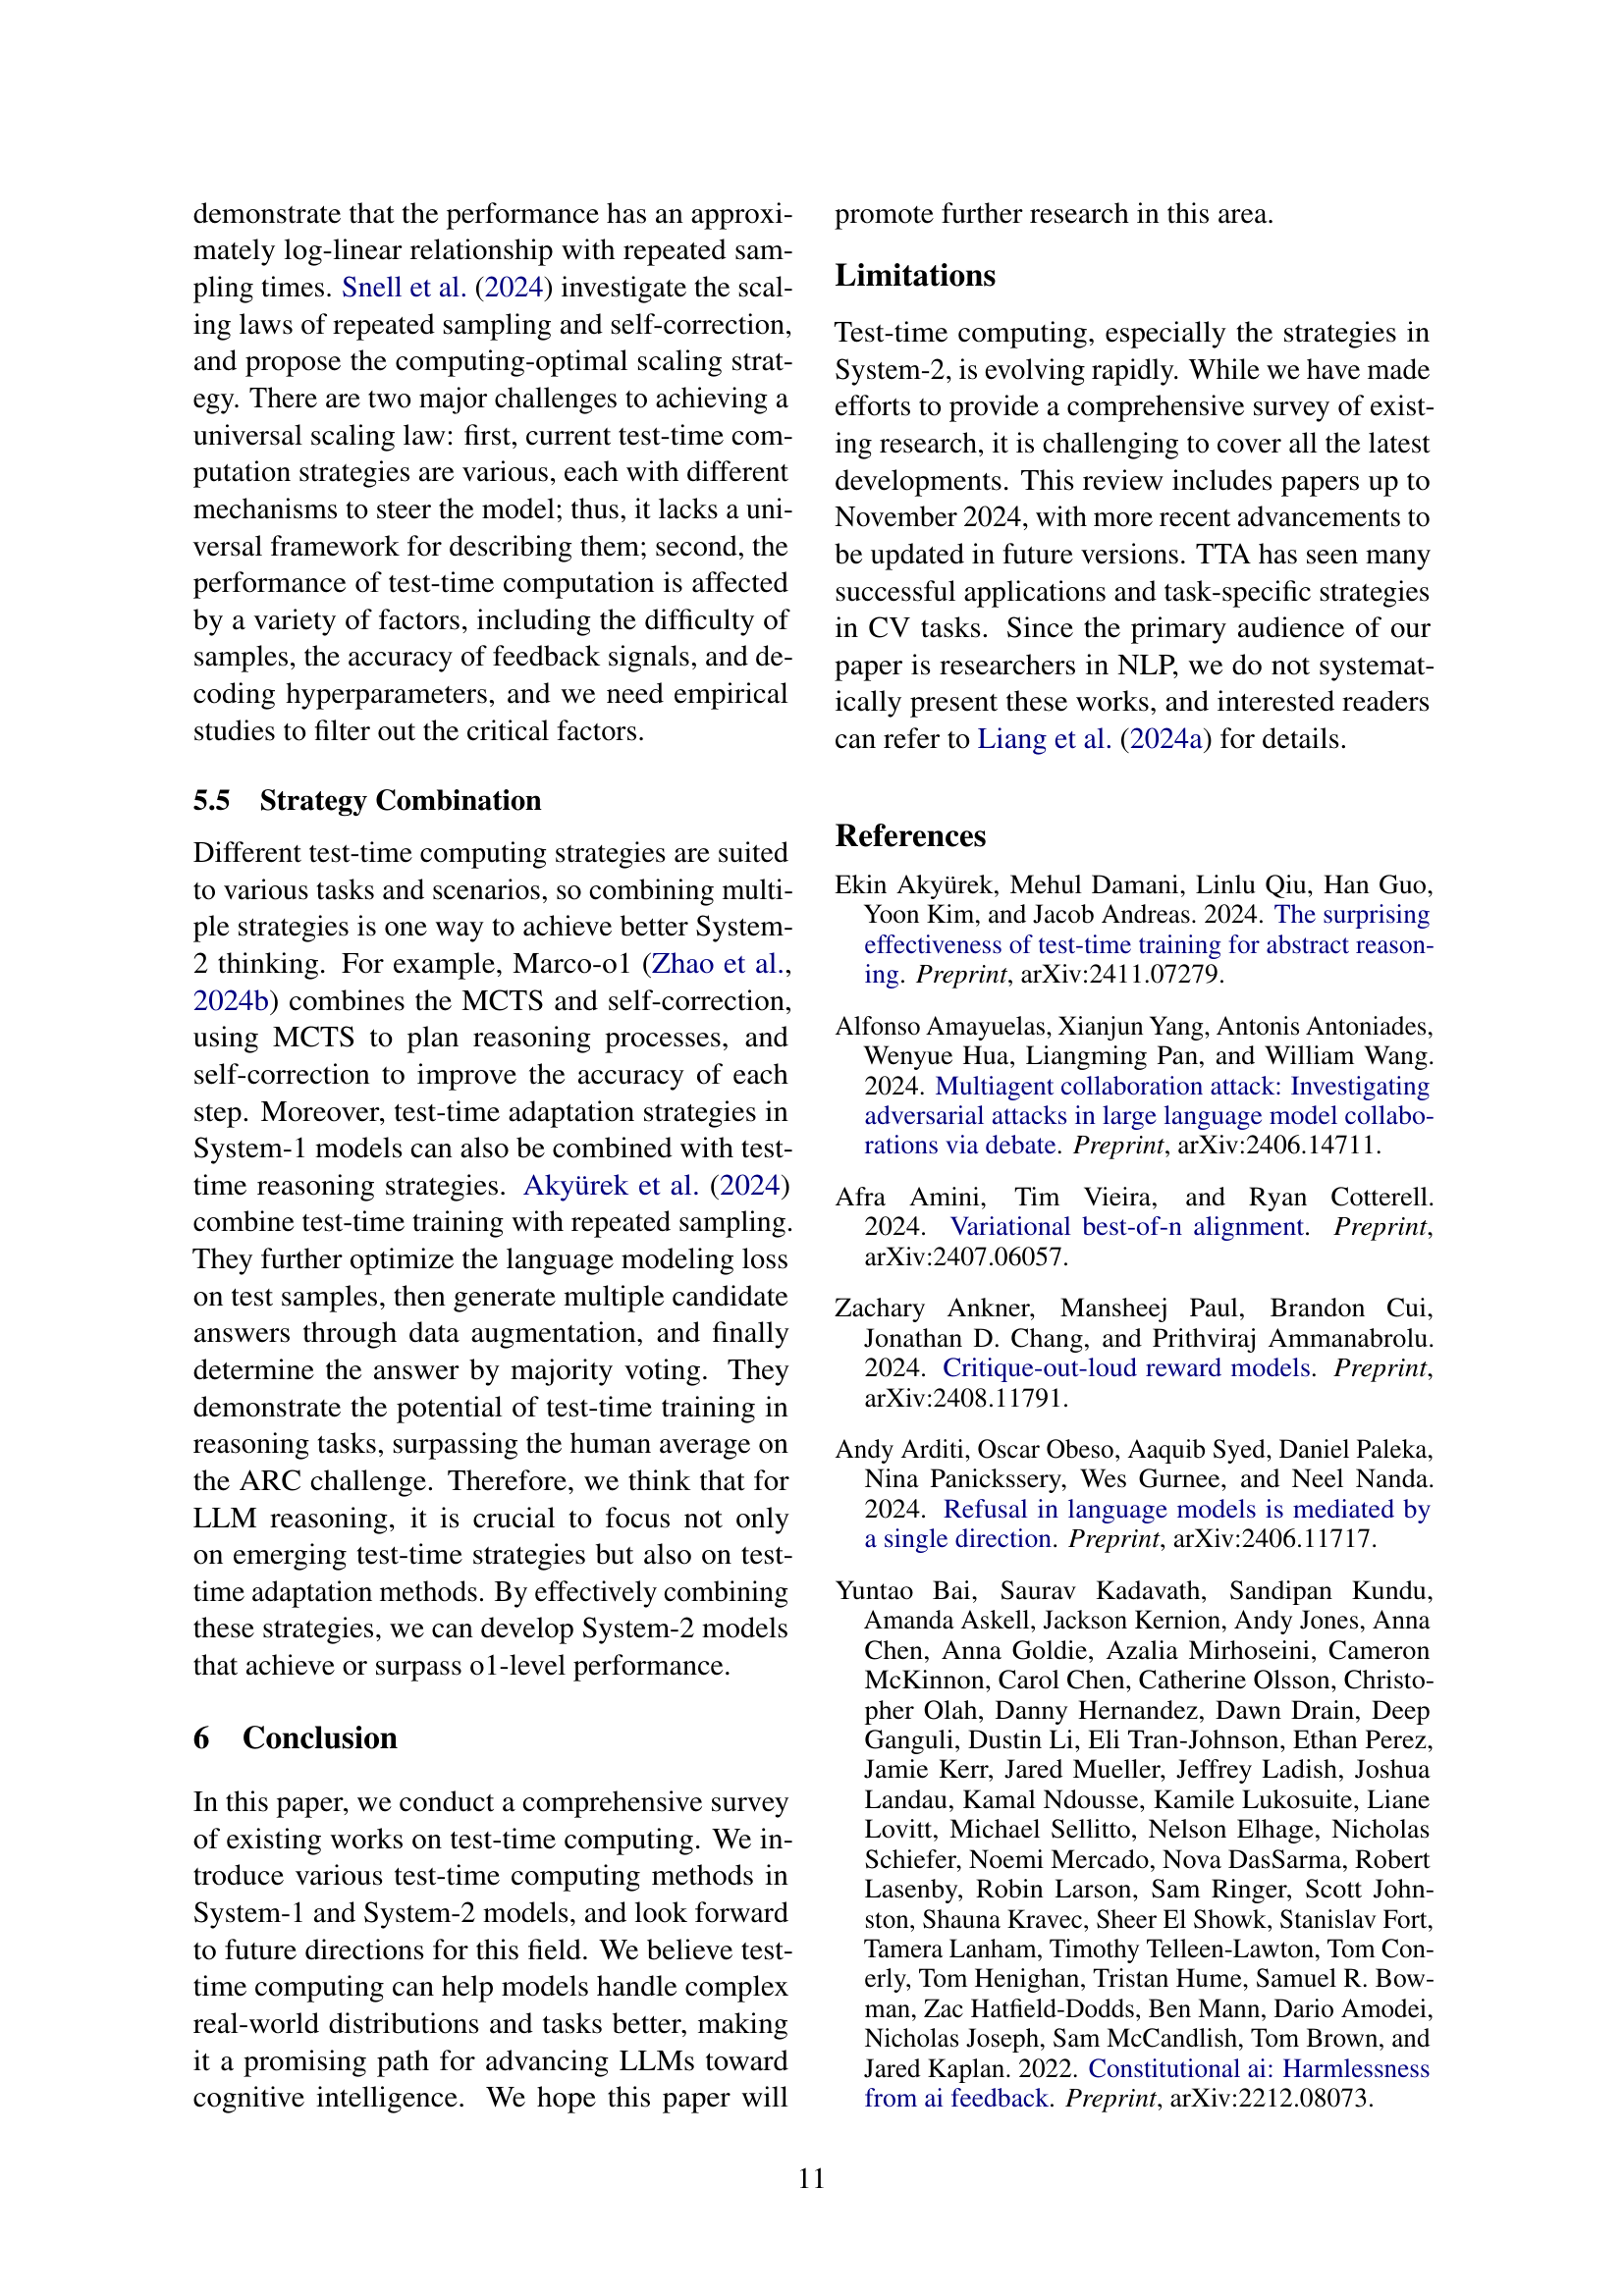 demonstrate that the performance has an approxi-
mately log-linear relationship with repeated sam-
pling times. Snell et al. (2024) investigate the scal-
ing laws of repeated sampling and self-correction,
and propose the computing-optimal scaling strat-
egy. There are two major challenges to achieving a
universal scaling law: first, current test-time com-
putation strategies are various, each with different
mechanisms to steer the model; thus, it lacks a uni-
versal framework for describing them; second, the
performance of test-time computation is affected
by a variety of factors, including the difficulty of
samples, the accuracy of feedback signals, and de-
coding hyperparameters, and we need empirical
studies to filter out the critical factors.
5.5 Strategy Combination
Different test-time computing strategies are suited
to various tasks and scenarios, so combining multi-
ple strategies is one way to achieve better System-
2 thinking. For example, Marco-o1 (Zhao et al.,
2024b) combines the MCTS and self-correction,
using MCTS to plan reasoning processes, and
self-correction to improve the accuracy of each
step. Moreover, test-time adaptation strategies in
System-1 models can also be combined with test-
time reasoning strategies. Akyürek et al. (2024)
combine test-time training with repeated sampling.
They further optimize the language modeling loss
on test samples, then generate multiple candidate
answers through data augmentation, and finally
determine the answer by majority voting. They
demonstrate the potential of test-time training in
reasoning tasks, surpassing the human average on
the ARC challenge. Therefore, we think that for
LLM reasoning, it is crucial to focus not only
on emerging test-time strategies but also on test-
time adaptation methods. By effectively combining
these strategies, we can develop System-2 models
that achieve or surpass o1-level performance.
6 Conclusion
In this paper, we conduct a comprehensive survey
of existing works on test-time computing. We in-
troduce various test-time computing methods in
System-1 and System-2 models, and look forward
to future directions for this field. We believe test-
time computing can help models handle complex
real-world distributions and tasks better, making
it a promising path for advancing LLMs toward
cognitive intelligence. We hope this paper will
promote further research in this area.
Limitations
Test-time computing, especially the strategies in
System-2, is evolving rapidly. While we have made
efforts to provide a comprehensive survey of exist-
ing research, it is challenging to cover all the latest
developments. This review includes papers up to
November 2024, with more recent advancements to
be updated in future versions. TTA has seen many
successful applications and task-specific strategies
in CV tasks. Since the primary audience of our
paper is researchers in NLP, we do not systemat-
ically present these works, and interested readers
can refer to Liang et al. (2024a) for details.
References
Ekin Akyürek, Mehul Damani, Linlu Qiu, Han Guo,
Yoon Kim, and Jacob Andreas. 2024. The surprising
effectiveness of test-time training for abstract reason-
ing. Preprint, arXiv:2411.07279.
Alfonso Amayuelas, Xianjun Yang, Antonis Antoniades,
Wenyue Hua, Liangming Pan, and William Wang.
2024. Multiagent collaboration attack: Investigating
adversarial attacks in large language model collabo-
rations via debate. Preprint, arXiv:2406.14711.
Afra Amini, Tim Vieira, and Ryan Cotterell.
2024. Variational best-of-n alignment. Preprint,
arXiv:2407.06057.
Zachary Ankner, Mansheej Paul, Brandon Cui,
Jonathan D. Chang, and Prithviraj Ammanabrolu.
2024. Critique-out-loud reward models. Preprint,
arXiv:2408.11791.
Andy Arditi, Oscar Obeso, Aaquib Syed, Daniel Paleka,
Nina Panickssery, Wes Gurnee, and Neel Nanda.
2024. Refusal in language models is mediated by
a single direction. Preprint, arXiv:2406.11717.
Yuntao Bai, Saurav Kadavath, Sandipan Kundu,
Amanda Askell, Jackson Kernion, Andy Jones, Anna
Chen, Anna Goldie, Azalia Mirhoseini, Cameron
McKinnon, Carol Chen, Catherine Olsson, Christo-
pher Olah, Danny Hernandez, Dawn Drain, Deep
Ganguli, Dustin Li, Eli Tran-Johnson, Ethan Perez,
Jamie Kerr, Jared Mueller, Jeffrey Ladish, Joshua
Landau, Kamal Ndousse, Kamile Lukosuite, Liane
Lovitt, Michael Sellitto, Nelson Elhage, Nicholas
Schiefer, Noemi Mercado, Nova DasSarma, Robert
Lasenby, Robin Larson, Sam Ringer, Scott John-
ston, Shauna Kravec, Sheer El Showk, Stanislav Fort,
Tamera Lanham, Timothy Telleen-Lawton, Tom Con-
erly, Tom Henighan, Tristan Hume, Samuel R. Bow-
man, Zac Hatfield-Dodds, Ben Mann, Dario Amodei,
Nicholas Joseph, Sam McCandlish, Tom Brown, and
Jared Kaplan. 2022. Constitutional ai: Harmlessness
from ai feedback. Preprint, arXiv:2212.08073.
11